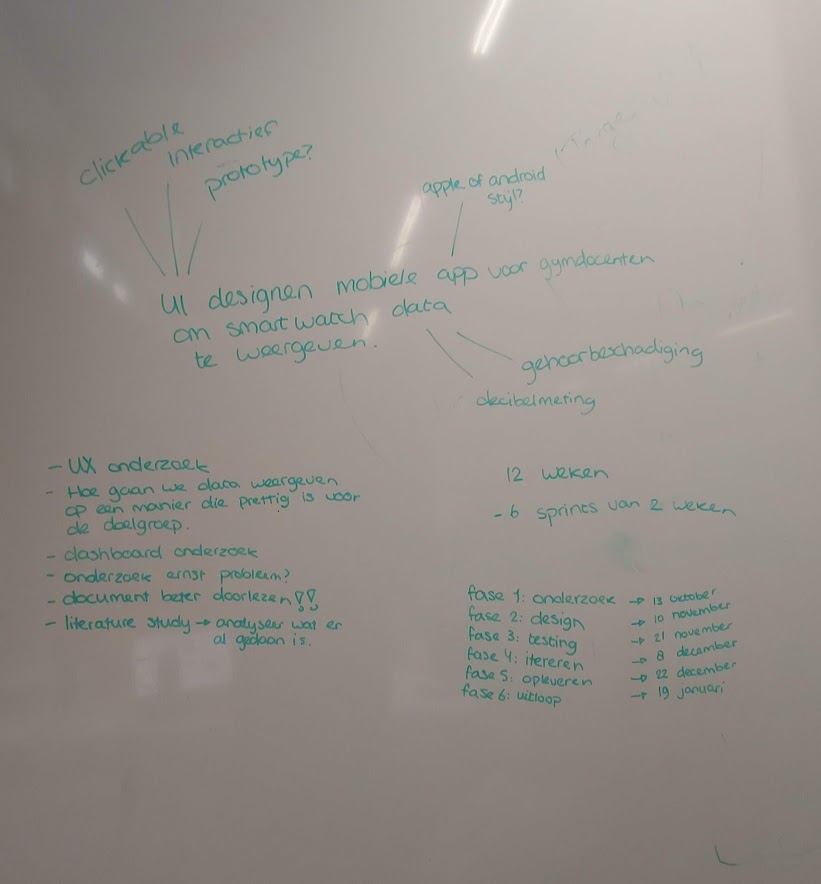 clickable
interactief
prototype?
apple of android
stijl?
UI designen mobiele app voor gymdocenten
om smartwatch data
te weergeven.
gehoorbeschadiging
decibelmeting
- UX onderzoek
- Hoe gaan we data weergeven
op een manier die prettig is voor
de doelgroep.
- dashboard onderzoek
- onderzoek ernst probleem?
- document beter doorlezen!!
- literature study → analyseer wat er
al gedaan is.
12 weken
- 6 sprints van 2 weken
fase 1: onderzoek → 13 oktober
fase 2: design → 10 november
fase 3: testing → 21 november
fase 4: itereren → 8 december
fase 5: opleveren → 22 december
fase 6: uitloop → 19 januari